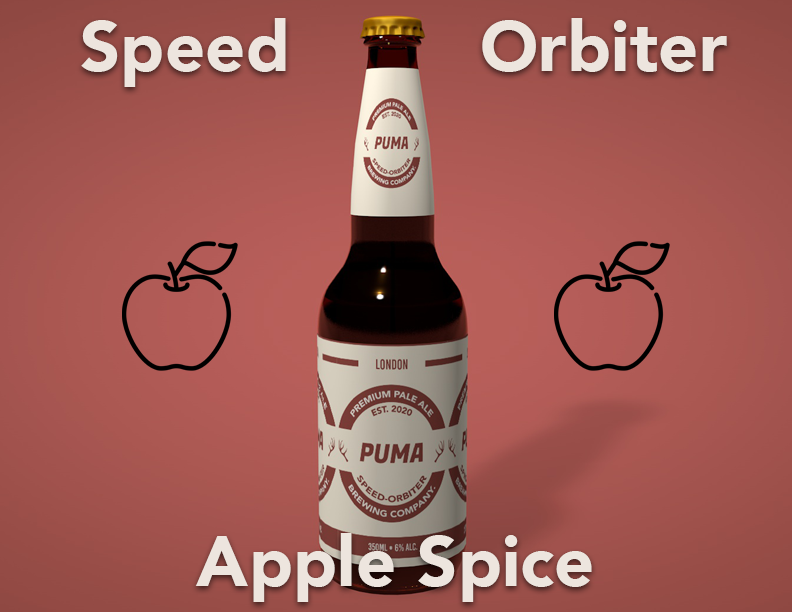 Speed Orbiter
PREMIUM PALE ALE
EST. 2020
PUMA
SPEED-ORBITER
BREWING COMPANY.
LONDON
PREMIUM PALE ALE
EST. 2020
PUMA
SPEED-ORBITER
BREWING COMPANY.
350ML • 6% ALC.
Apple Spice